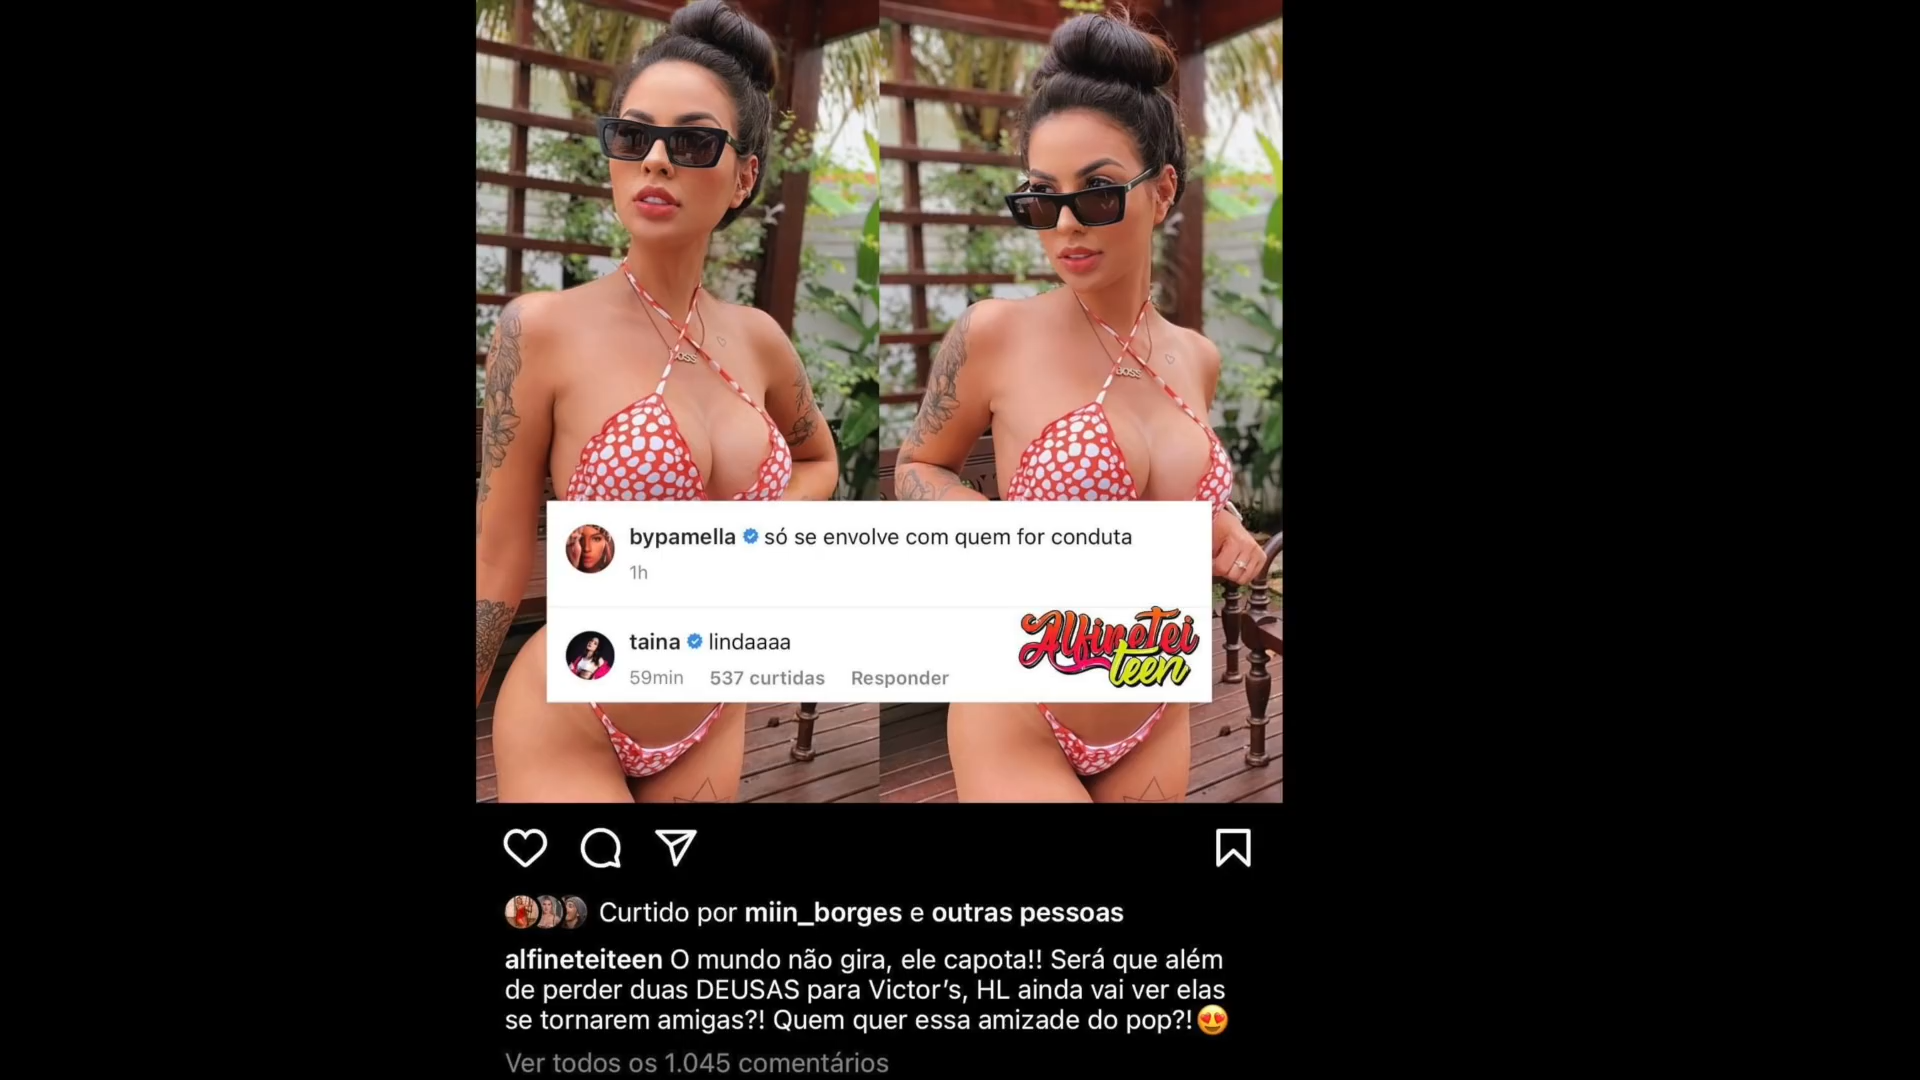 BOSS
BOSS
bypamella só se envolve com quem for conduta
1h
taina lindaaaa
59min 537 curtidas Responder
Alfinetei
teen
Curtido por miin_borges e outras pessoas
alfineteiteen O mundo não gira, ele capota!! Será que além
de perder duas DEUSAS para Victor’s, HL ainda vai ver elas
se tornarem amigas?! Quem quer essa amizade do pop?!😍
Ver todos os 1.045 comentários